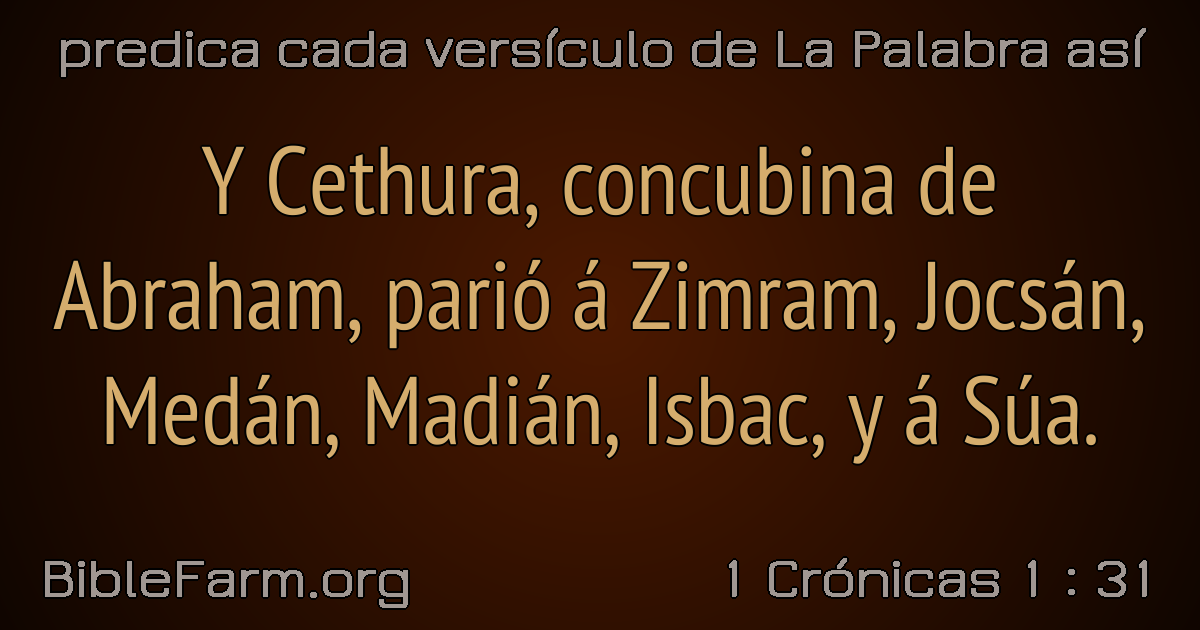 predica cada versículo de La Palabra así
Y Cethura, concubina de
Abraham, parió á Zimram, Jocsán,
Medán, Madián, Isbac, y á Súa.
BibleFarm.org
1 Crónicas 1 : 31